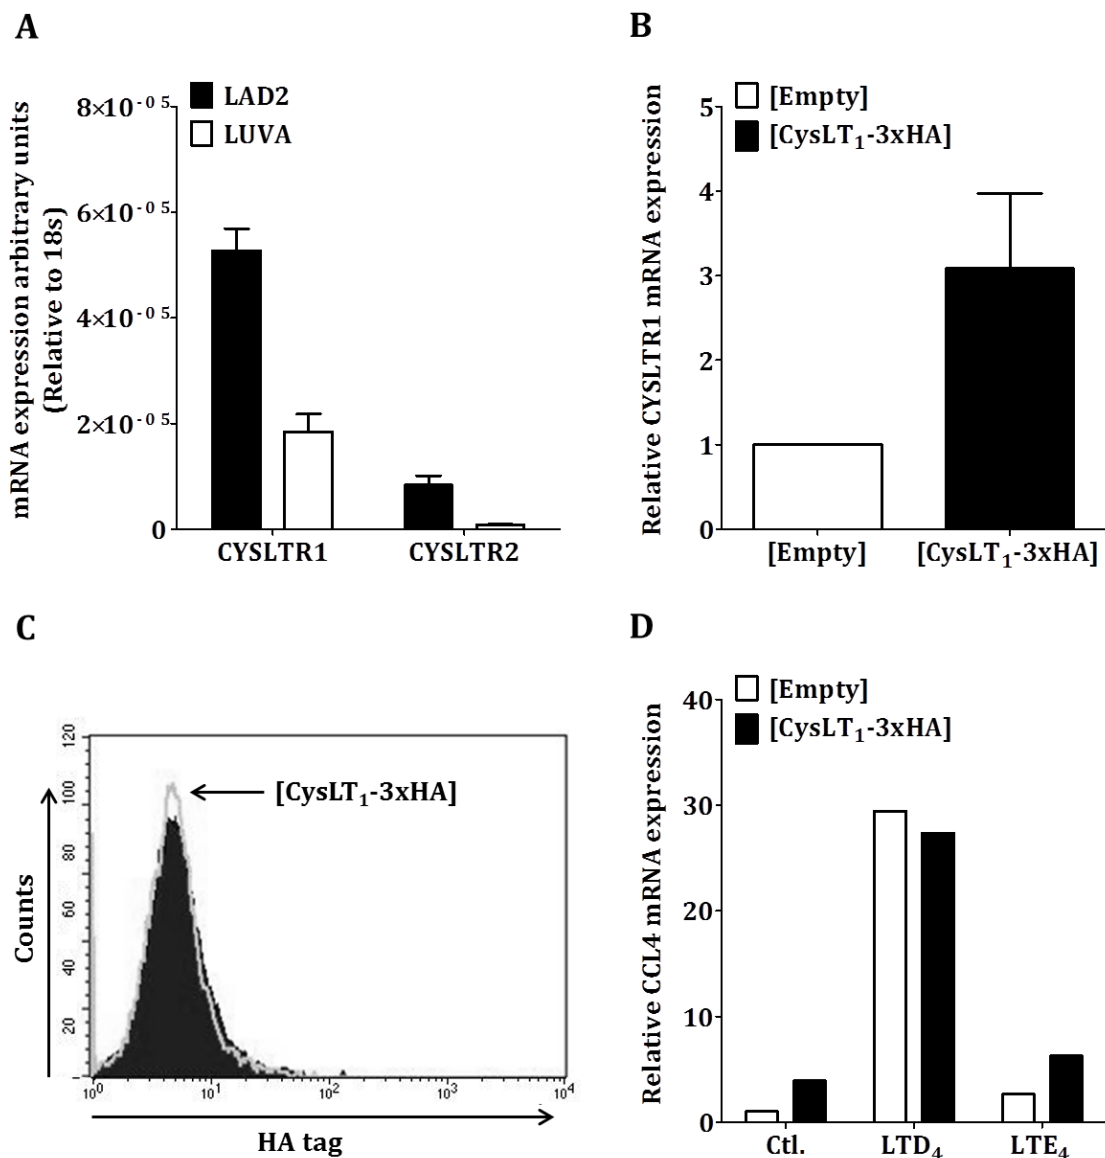 A
mRNA expression arbitrary units
(Relative to 18s)
LAD2
LUVA
8×10⁻⁰⁵
6×10⁻⁰⁵
4×10⁻⁰⁵
2×10⁻⁰⁵
0
CYSLTR1 CYSLTR2
B
Relative CYSLTR1 mRNA expression
[Empty]
[CysLT₁-3xHA]
5
4
3
2
1
0
[Empty] [CysLT₁-3xHA]
C
Counts
120
100
80
60
40
20
[CysLT₁-3xHA]
10⁰ 10¹ 10² 10³ 10⁴
HA tag
D
Relative CCL4 mRNA expression
[Empty]
[CysLT₁-3xHA]
40
30
20
10
0
Ctl. LTD₄ LTE₄